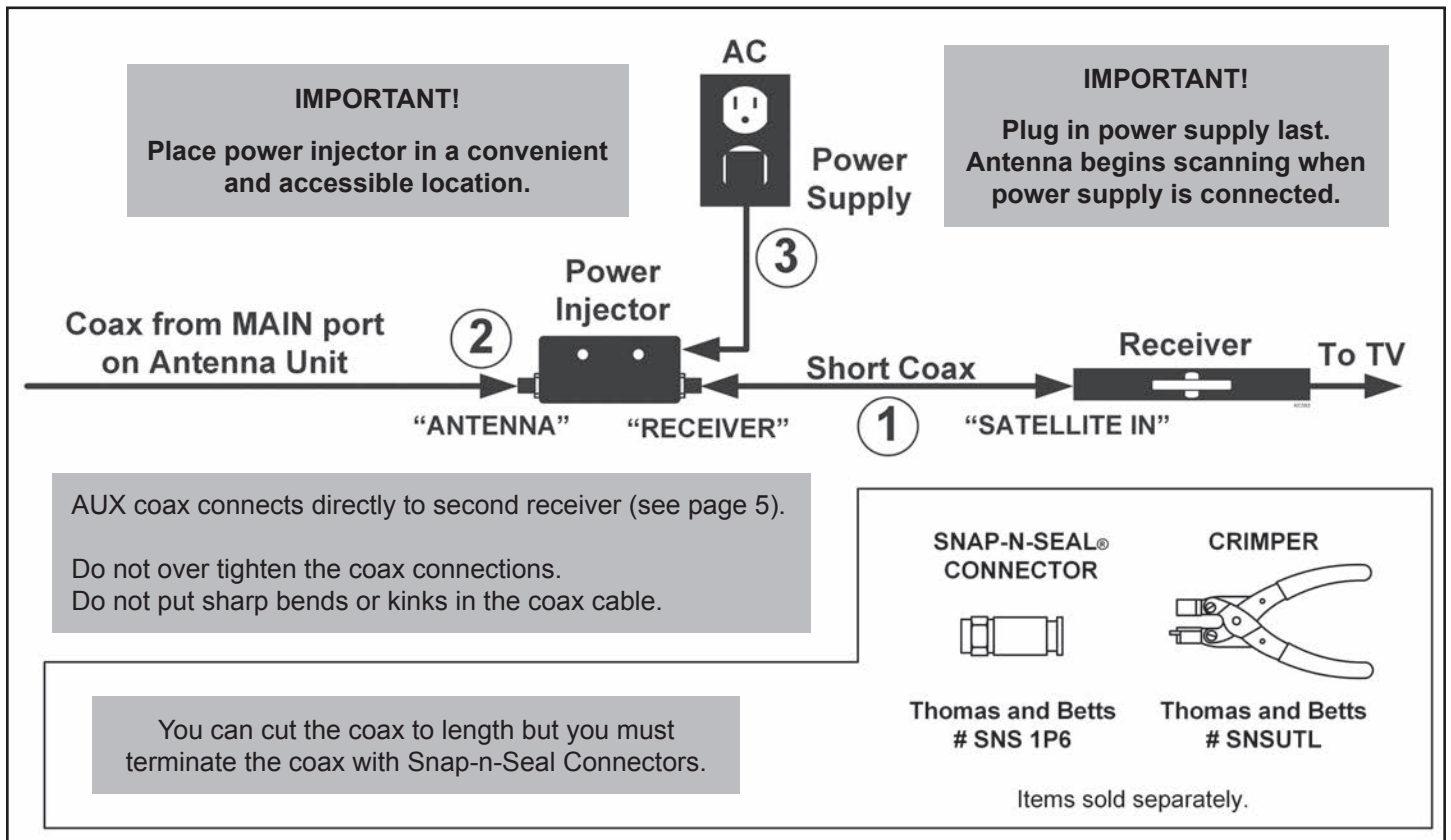 AC
IMPORTANT!
Place power injector in a convenient
and accessible location.
IMPORTANT!
Plug in power supply last.
Antenna begins scanning when
power supply is connected.
Power
Supply
3
Power
Injector
Coax from MAIN port
on Antenna Unit
2
Short Coax
Receiver
To TV
“ANTENNA”
“RECEIVER”
1
“SATELLITE IN”
AUX coax connects directly to second receiver (see page 5).
Do not over tighten the coax connections.
Do not put sharp bends or kinks in the coax cable.
SNAP-N-SEAL®
CONNECTOR
CRIMPER
Thomas and Betts
# SNS 1P6
Thomas and Betts
# SNSUTL
You can cut the coax to length but you must
terminate the coax with Snap-n-Seal Connectors.
Items sold separately.